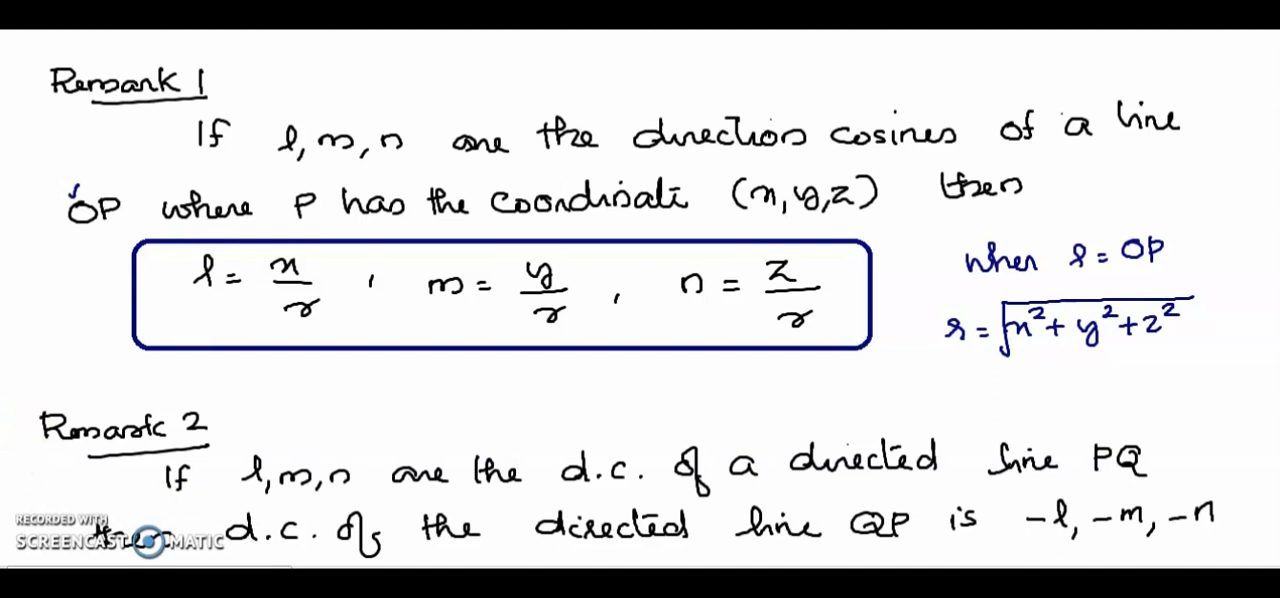 Remark 1
If l, m, n are the direction cosines of a line
OP where P has the coordinate (x, y, z) then
l = x/r , m = y/r , n = z/r
when r = OP
r = √x² + y² + z²
Remark 2
If l, m, n are the d.c. of a directed line PQ
then d.c. of the directed line QP is -l, -m, -n
RECORDED WITH
SCREENCAST-O-MATIC